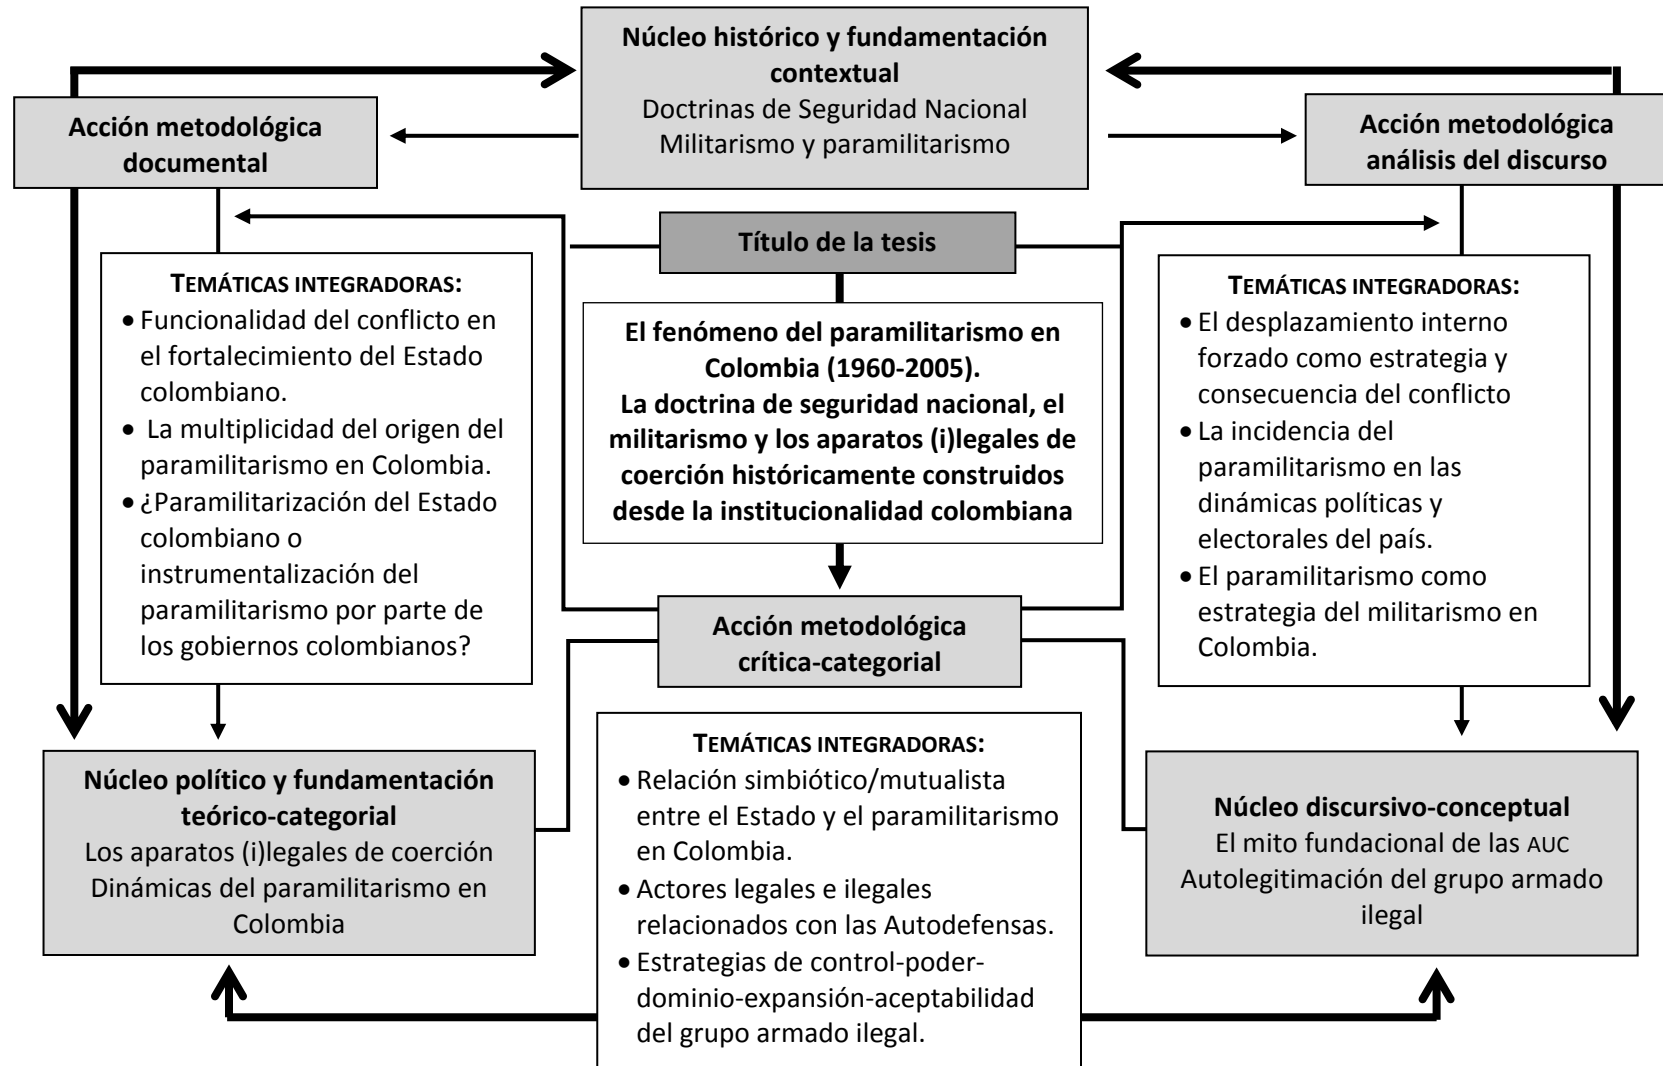 Núcleo histórico y fundamentación
contextual
Doctrinas de Seguridad Nacional
Militarismo y paramilitarismo
Acción metodológica
documental
Acción metodológica
análisis del discurso
Título de la tesis
El fenómeno del paramilitarismo en
Colombia (1960-2005).
La doctrina de seguridad nacional, el
militarismo y los aparatos (i)legales de
coerción históricamente construidos
desde la institucionalidad colombiana
TEMÁTICAS INTEGRADORAS:
• Funcionalidad del conflicto en
el fortalecimiento del Estado
colombiano.
• La multiplicidad del origen del
paramilitarismo en Colombia.
• ¿Paramilitarización del Estado
colombiano o
instrumentalización del
paramilitarismo por parte de
los gobiernos colombianos?
TEMÁTICAS INTEGRADORAS:
• El desplazamiento interno
forzado como estrategia y
consecuencia del conflicto
• La incidencia del
paramilitarismo en las
dinámicas políticas y
electorales del país.
• El paramilitarismo como
estrategia del militarismo en
Colombia.
Acción metodológica
crítica-categorial
Núcleo político y fundamentación
teórico-categorial
Los aparatos (i)legales de coerción
Dinámicas del paramilitarismo en
Colombia
TEMÁTICAS INTEGRADORAS:
• Relación simbiótico/mutualista
entre el Estado y el paramilitarismo
en Colombia.
• Actores legales e ilegales
relacionados con las Autodefensas.
• Estrategias de control-poder-
dominio-expansión-aceptabilidad
del grupo armado ilegal.
Núcleo discursivo-conceptual
El mito fundacional de las AUC
Autolegitimación del grupo armado
ilegal